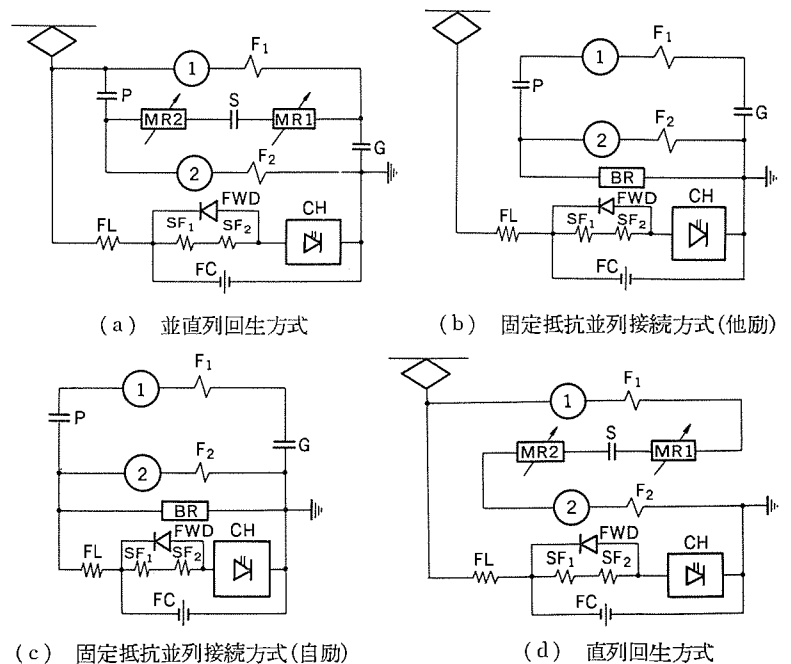 1
F1
P
MR2
S
MR1
G
2
F2
FWD
FL
SF1
SF2
CH
FC
(a) 並直列回生方式
1
F1
P
G
2
F2
BR
FWD
FL
SF1
SF2
CH
FC
(b) 固定抵抗並列接続方式(他励)
1
F1
P
G
2
F2
BR
FWD
FL
SF1
SF2
CH
FC
(c) 固定抵抗並列接続方式(自励)
1
F1
MR2
S
MR1
2
F2
FWD
FL
SF1
SF2
CH
FC
(d) 直列回生方式